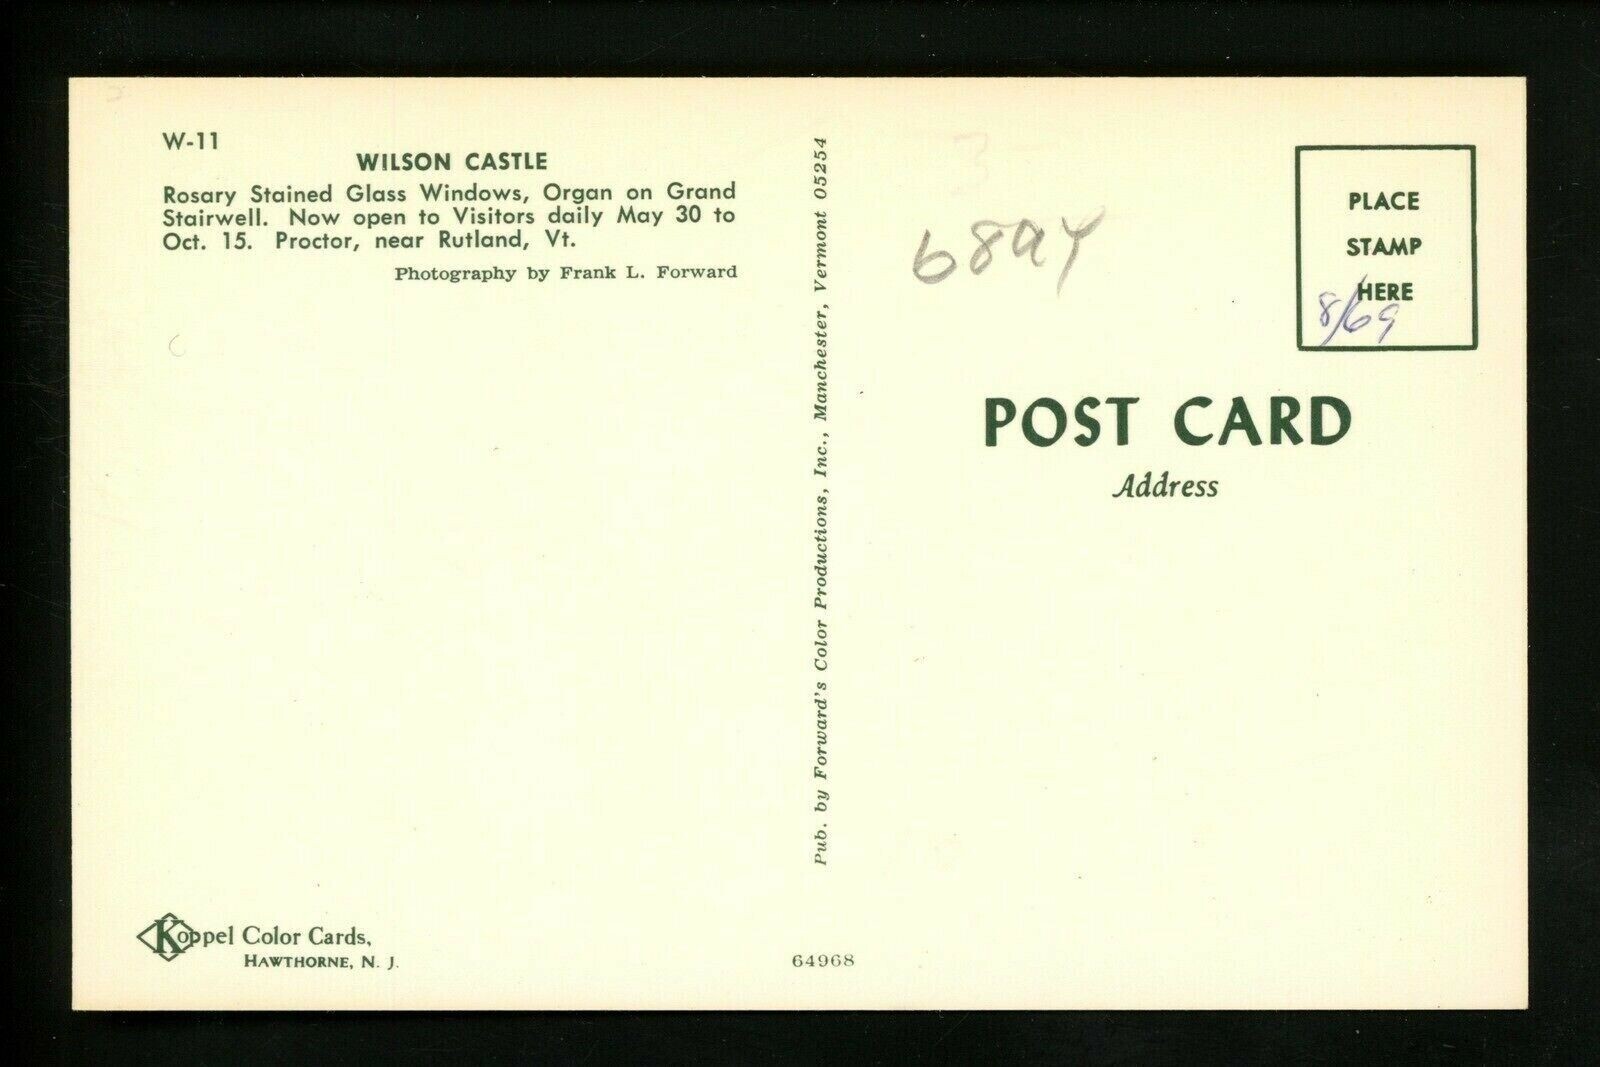 W-11
WILSON CASTLE
Rosary Stained Glass Windows, Organ on Grand
Stairwell. Now open to Visitors daily May 30 to
Oct. 15. Proctor, near Rutland, Vt.
Photography by Frank L. Forward
Koppel Color Cards,
HAWTHORNE, N. J.
Pub. by Forward's Color Productions, Inc., Manchester, Vermont 05254
64968
PLACE
STAMP
HERE
8/69
POST CARD
Address